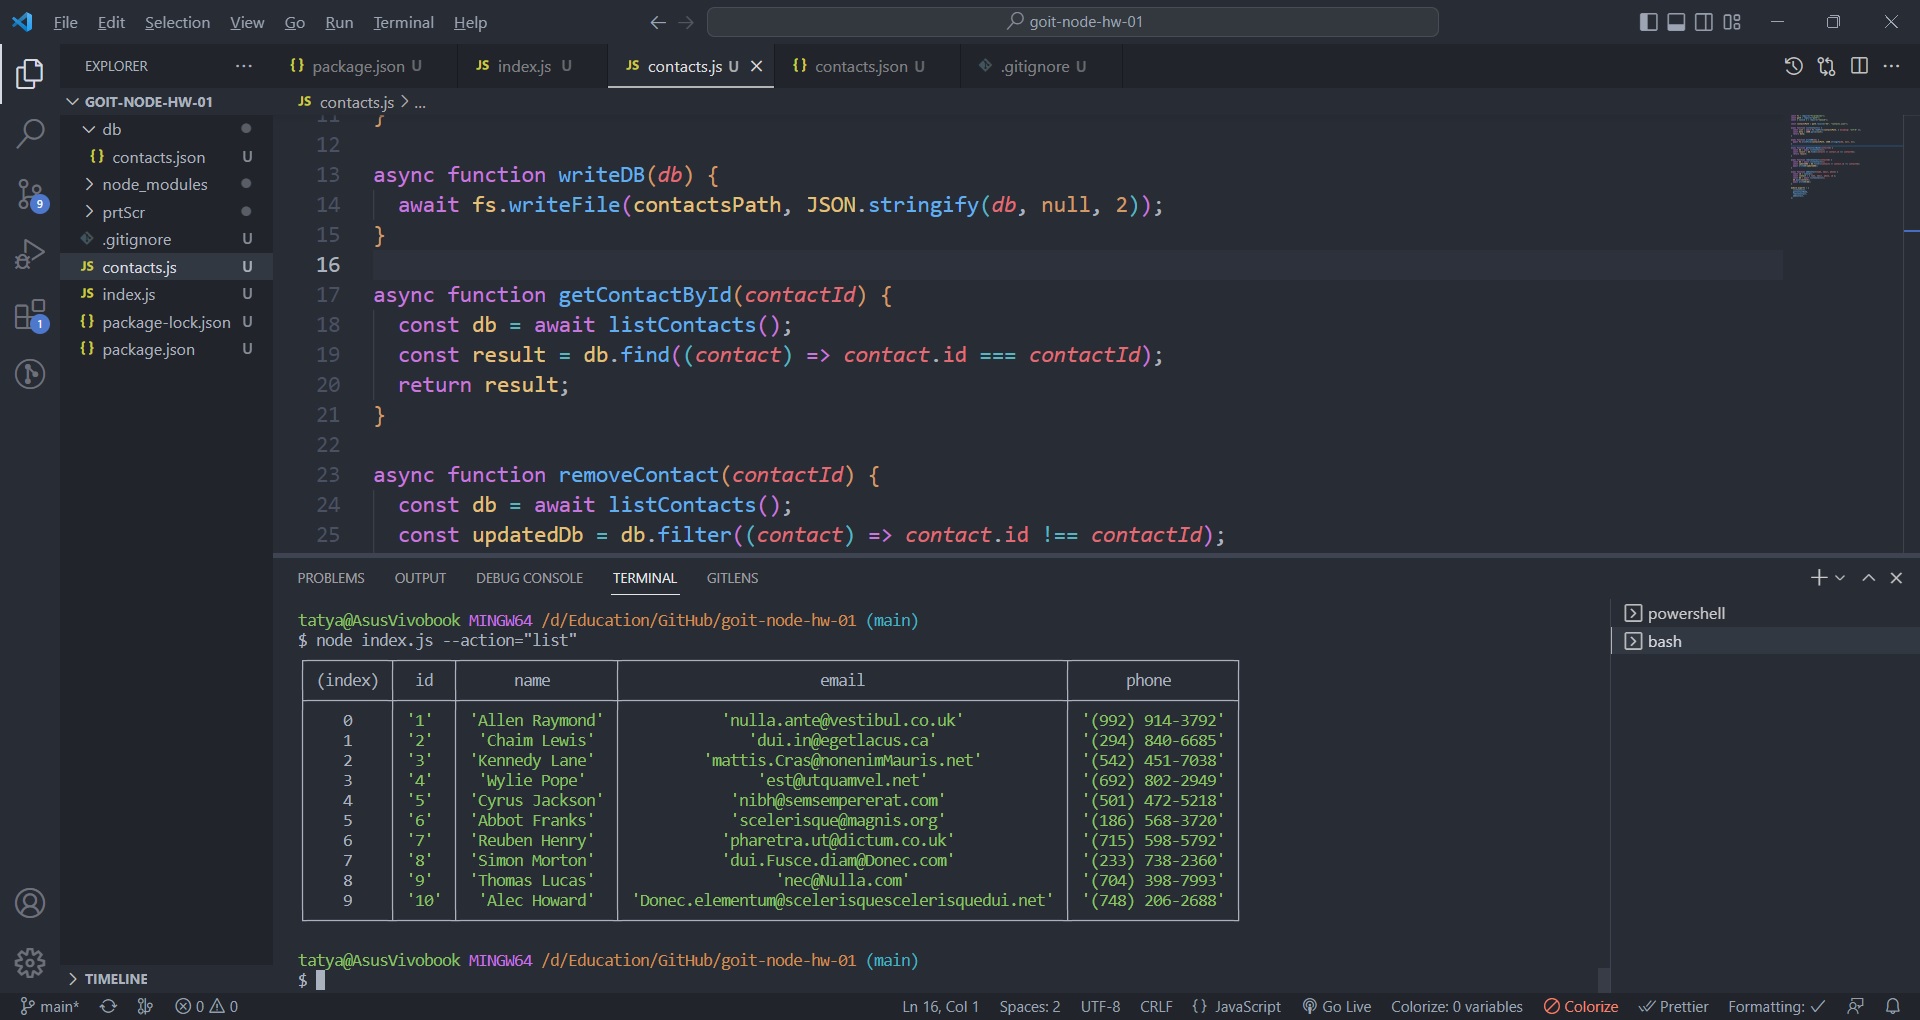 File Edit Selection View Go Run Terminal Help
goit-node-hw-01
EXPLORER ...
{} package.json U
JS index.js U
JS contacts.js U
{} contacts.json U
.gitignore U
GOIT-NODE-HW-01
db
{} contacts.json U
node_modules
prtScr
.gitignore U
JS contacts.js U
JS index.js U
{} package-lock.json U
{} package.json U
TIMELINE
9
1
JS contacts.js > ...
11 }
12
13 async function writeDB(db) {
14 await fs.writeFile(contactsPath, JSON.stringify(db, null, 2));
15 }
16
17 async function getContactById(contactId) {
18 const db = await listContacts();
19 const result = db.find((contact) => contact.id === contactId);
20 return result;
21 }
22
23 async function removeContact(contactId) {
24 const db = await listContacts();
25 const updatedDb = db.filter((contact) => contact.id !== contactId);
PROBLEMS OUTPUT DEBUG CONSOLE TERMINAL GITLENS
powershell
bash
tatya@AsusVivobook MINGW64 /d/Education/GitHub/goit-node-hw-01 (main)
$ node index.js --action="list"
(index) id name email phone
0 '1' 'Allen Raymond' 'nulla.ante@vestibul.co.uk' '(992) 914-3792'
1 '2' 'Chaim Lewis' 'dui.in@egetlacus.ca' '(294) 840-6685'
2 '3' 'Kennedy Lane' 'mattis.Cras@nonenimMauris.net' '(542) 451-7038'
3 '4' 'Wylie Pope' 'est@utquamvel.net' '(692) 802-2949'
4 '5' 'Cyrus Jackson' 'nibh@semsempererat.com' '(501) 472-5218'
5 '6' 'Abbot Franks' 'scelerisque@magnis.org' '(186) 568-3720'
6 '7' 'Reuben Henry' 'pharetra.ut@dictum.co.uk' '(715) 598-5792'
7 '8' 'Simon Morton' 'dui.Fusce.diam@Donec.com' '(233) 738-2360'
8 '9' 'Thomas Lucas' 'nec@Nulla.com' '(704) 398-7993'
9 '10' 'Alec Howard' 'Donec.elementum@scelerisquescelerisquedui.net' '(748) 206-2688'
tatya@AsusVivobook MINGW64 /d/Education/GitHub/goit-node-hw-01 (main)
$
main* 0 0 Ln 16, Col 1 Spaces: 2 UTF-8 CRLF {} JavaScript Go Live Colorize: 0 variables Colorize Prettier Formatting: ✓